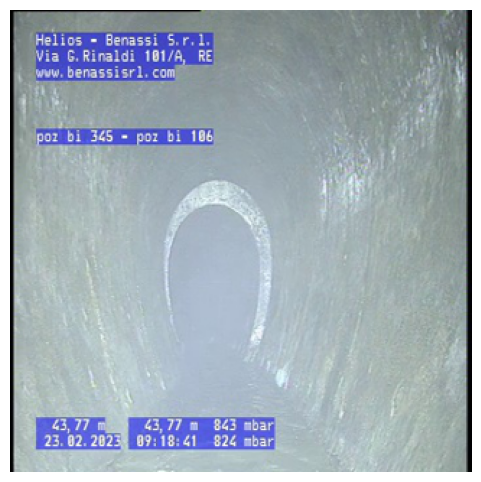 Helios - Benassi S.r.l.
Via G.Rinaldi 101/A, RE
www.benassisrl.com
poz bi 345 - poz bi 106
43,77 m 43,77 m 843 mbar
23.02.2023 09:18:41 824 mbar